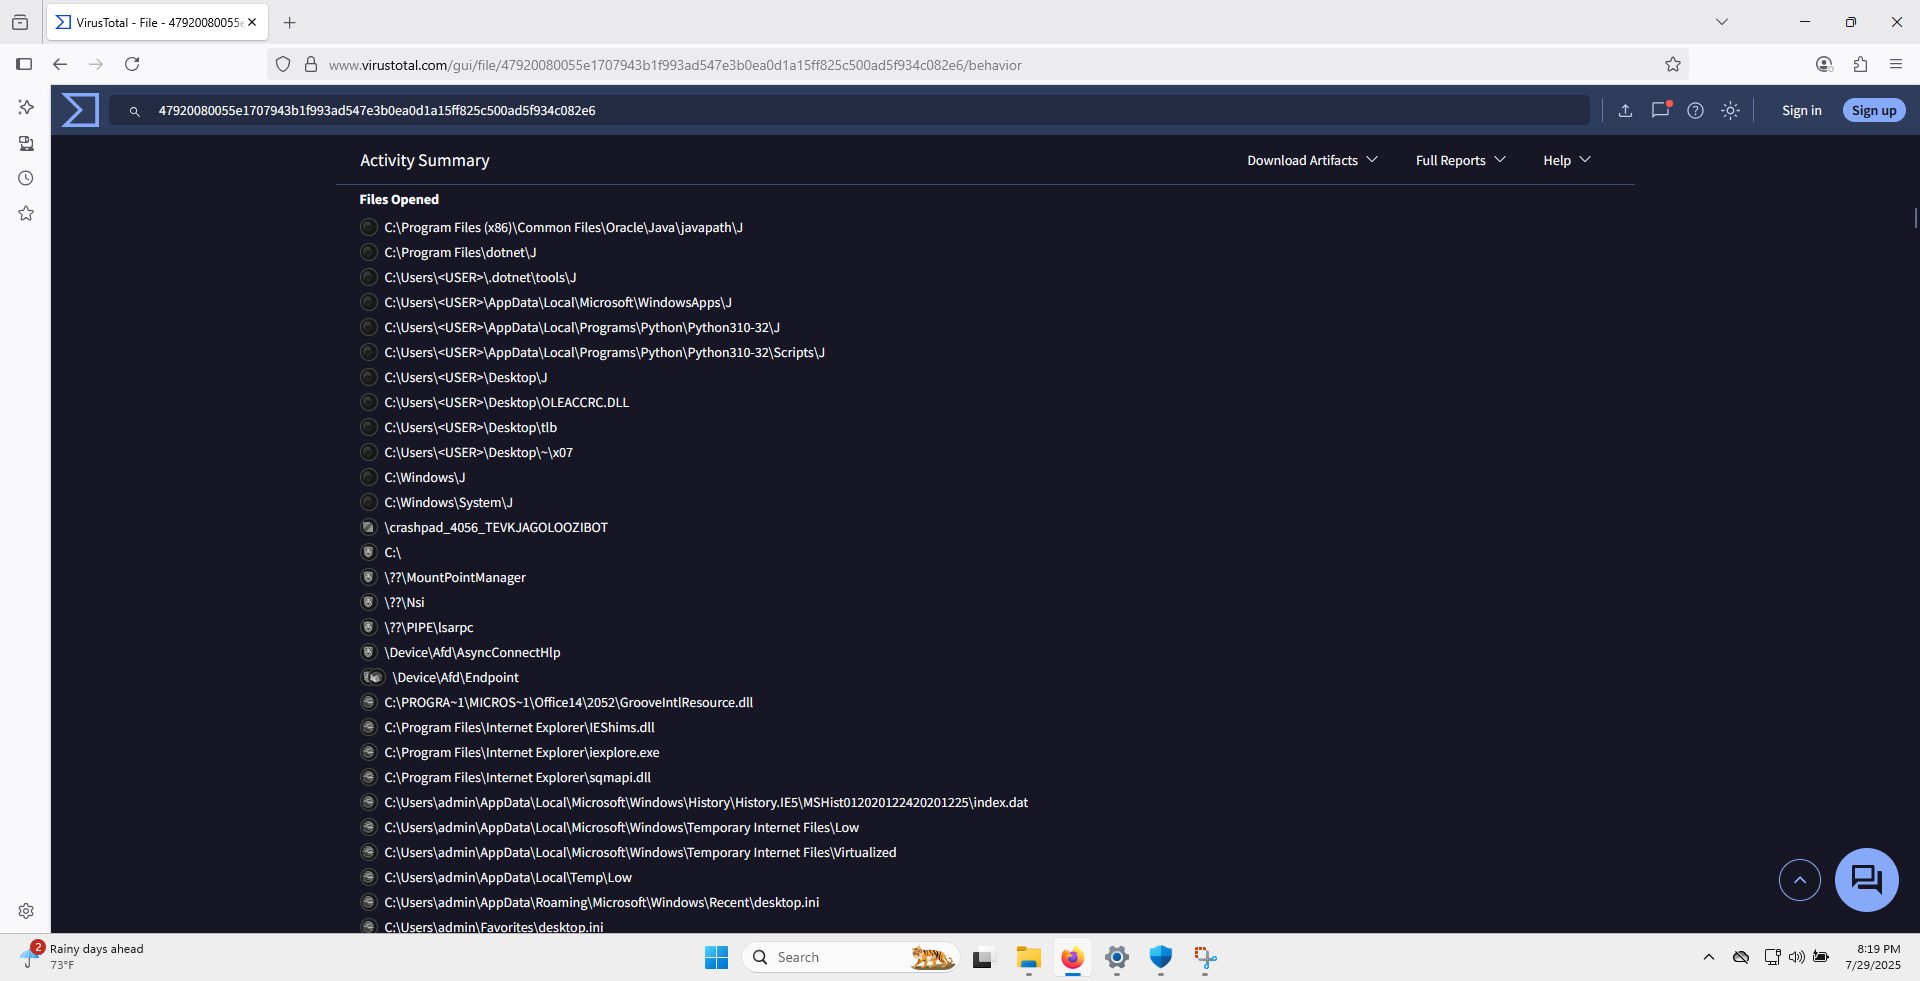 VirusTotal - File - 47920080055e
www.virustotal.com/gui/file/47920080055e1707943b1f993ad547e3b0ea0d1a15ff825c500ad5f934c082e6/behavior
47920080055e1707943b1f993ad547e3b0ea0d1a15ff825c500ad5f934c082e6
Sign in
Sign up
Activity Summary
Download Artifacts
Full Reports
Help
Files Opened
C:\Program Files (x86)\Common Files\Oracle\Java\javapath\J
C:\Program Files\dotnet\J
C:\Users\<USER>\.dotnet\tools\J
C:\Users\<USER>\AppData\Local\Microsoft\WindowsApps\J
C:\Users\<USER>\AppData\Local\Programs\Python\Python310-32\J
C:\Users\<USER>\AppData\Local\Programs\Python\Python310-32\Scripts\J
C:\Users\<USER>\Desktop\J
C:\Users\<USER>\Desktop\OLEACCRC.DLL
C:\Users\<USER>\Desktop\tlb
C:\Users\<USER>\Desktop\~\x07
C:\Windows\J
C:\Windows\System\J
\crashpad_4056_TEVKJAGOLOOZIBOT
C:\
\??\MountPointManager
\??\Nsi
\??\PIPE\lsarpc
\Device\Afd\AsyncConnectHlp
\Device\Afd\Endpoint
C:\PROGRA~1\MICROS~1\Office14\2052\GrooveIntlResource.dll
C:\Program Files\Internet Explorer\IEShims.dll
C:\Program Files\Internet Explorer\iexplore.exe
C:\Program Files\Internet Explorer\sqmapi.dll
C:\Users\admin\AppData\Local\Microsoft\Windows\History\History.IE5\MSHist012020122420201225\index.dat
C:\Users\admin\AppData\Local\Microsoft\Windows\Temporary Internet Files\Low
C:\Users\admin\AppData\Local\Microsoft\Windows\Temporary Internet Files\Virtualized
C:\Users\admin\AppData\Local\Temp\Low
C:\Users\admin\AppData\Roaming\Microsoft\Windows\Recent\desktop.ini
C:\Users\admin\Favorites\desktop.ini
2
Rainy days ahead
73°F
Search
8:19 PM
7/29/2025